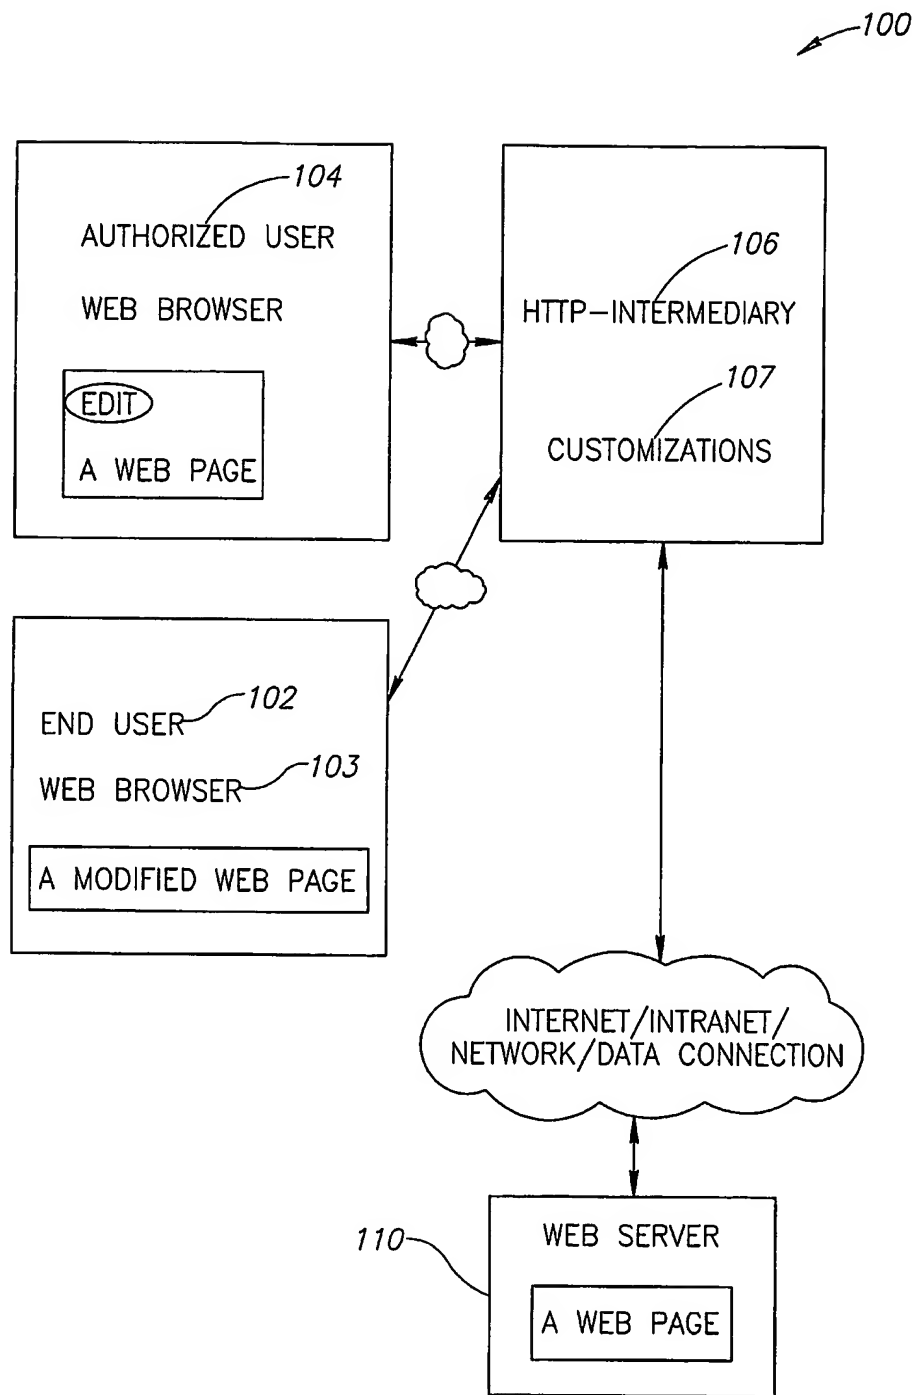 100
104
AUTHORIZED USER
WEB BROWSER
EDIT
A WEB PAGE
106
HTTP-INTERMEDIARY
107
CUSTOMIZATIONS
102
END USER
103
WEB BROWSER
A MODIFIED WEB PAGE
INTERNET/INTRANET/
NETWORK/DATA CONNECTION
110
WEB SERVER
A WEB PAGE